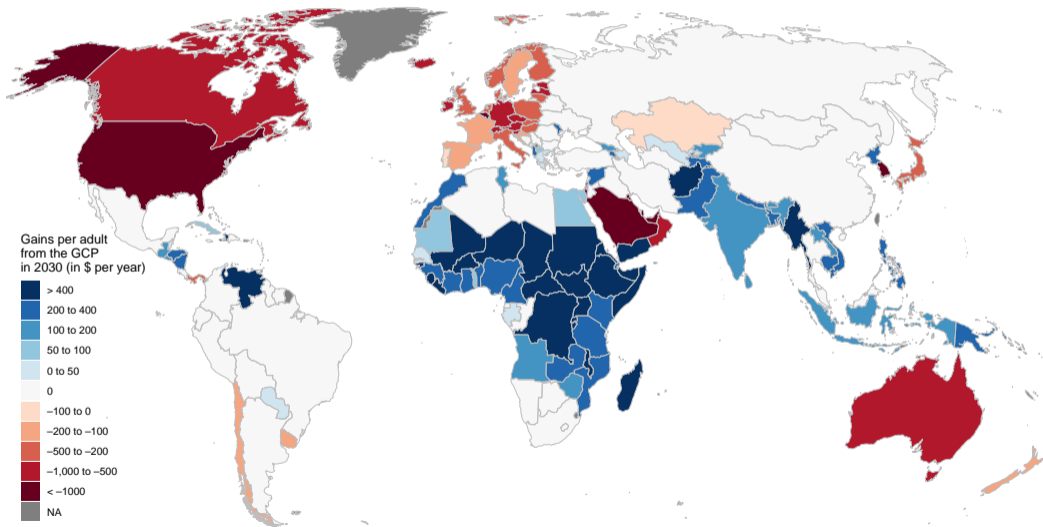 Gains per adult
from the GCP
in 2030 (in $ per year)
> 400
200 to 400
100 to 200
50 to 100
0 to 50
0
–100 to 0
–200 to –100
–500 to –200
–1,000 to –500
< –1000
NA